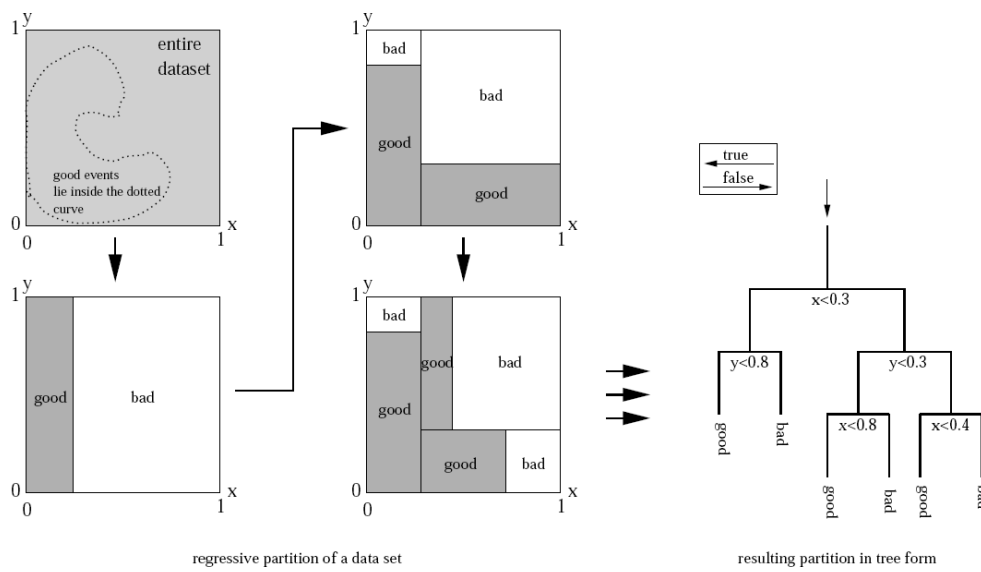 y
1
entire
dataset
good events
lie inside the dotted
curve
0
0
1
x
y
1
bad
bad
good
good
0
0
1
x
y
1
good
bad
0
0
1
x
y
1
bad
good
bad
good
good
bad
0
0
1
x
true
false
x<0.3
y<0.8
y<0.3
good
bad
x<0.8
x<0.4
good
bad
good
bad
regressive partition of a data set
resulting partition in tree form